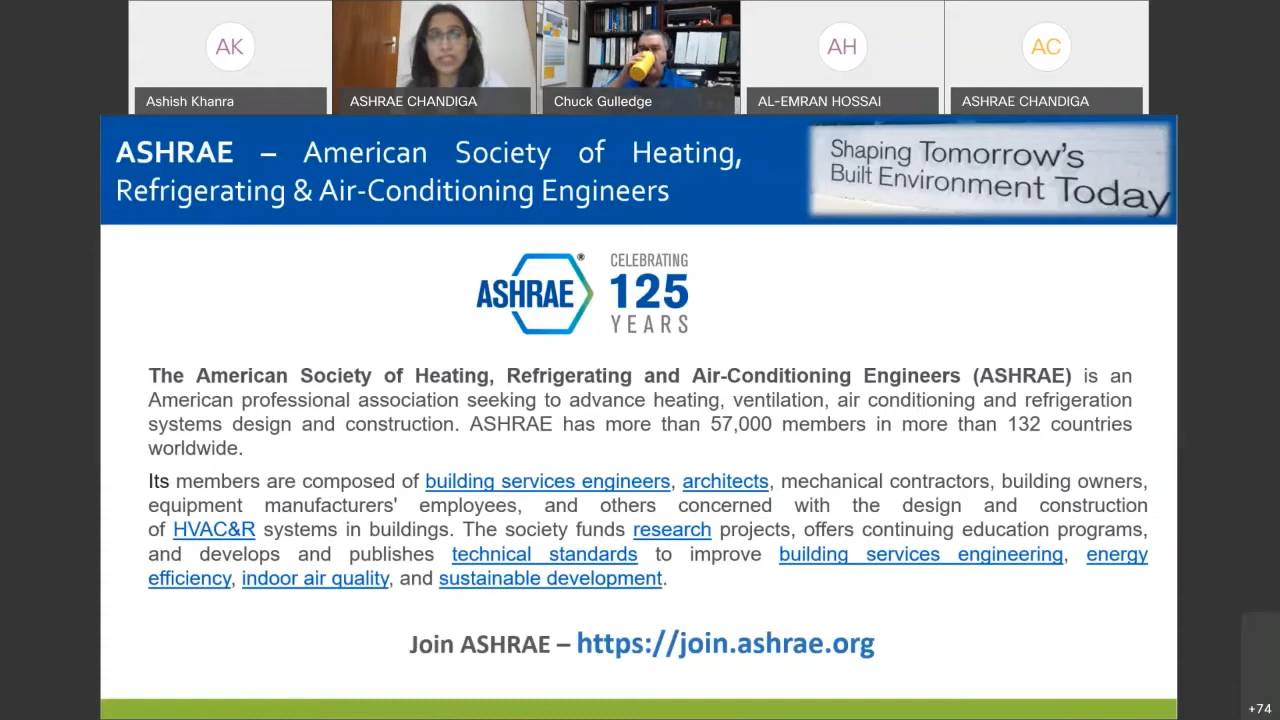 AK
AH
AC
Ashish Khanra
ASHRAE CHANDIGA
Chuck Gulledge
AL-EMRAN HOSSAI
ASHRAE CHANDIGA
ASHRAE – American Society of Heating,
Refrigerating & Air-Conditioning Engineers
Shaping Tomorrow's
Built Environment Today
ASHRAE®
CELEBRATING
125
YEARS
The American Society of Heating, Refrigerating and Air-Conditioning Engineers (ASHRAE) is an
American professional association seeking to advance heating, ventilation, air conditioning and refrigeration
systems design and construction. ASHRAE has more than 57,000 members in more than 132 countries
worldwide.
Its members are composed of building services engineers, architects, mechanical contractors, building owners,
equipment manufacturers' employees, and others concerned with the design and construction
of HVAC&R systems in buildings. The society funds research projects, offers continuing education programs,
and develops and publishes technical standards to improve building services engineering, energy
efficiency, indoor air quality, and sustainable development.
Join ASHRAE – https://join.ashrae.org
+74